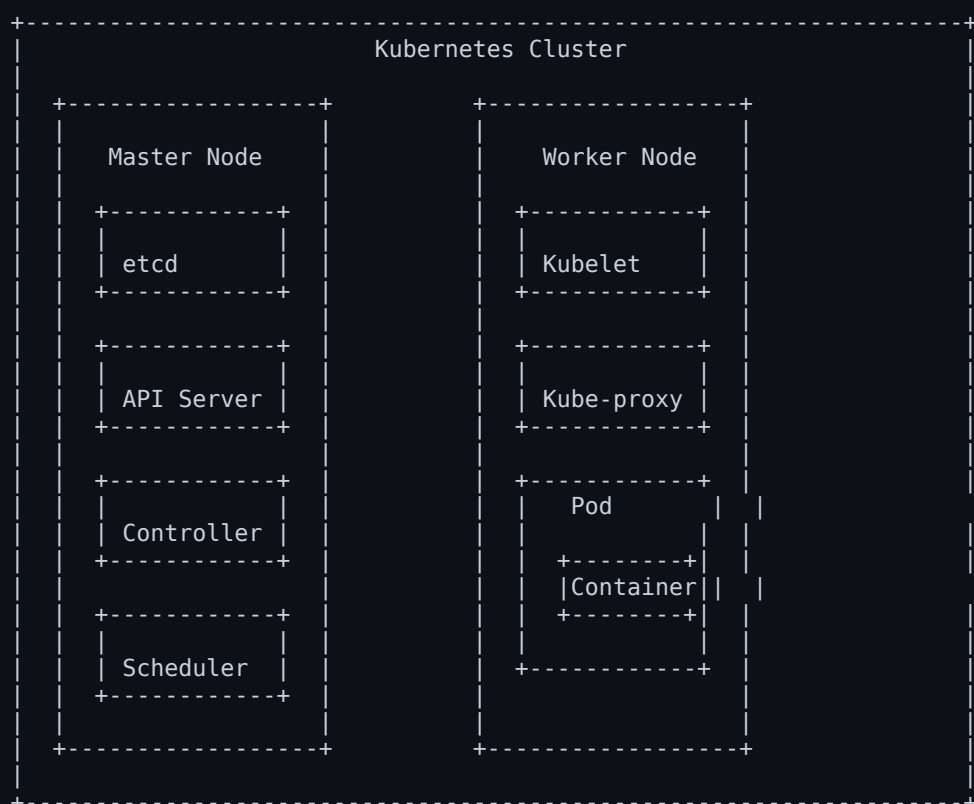 Kubernetes Cluster
Master Node
etcd
API Server
Controller
Scheduler
Worker Node
Kubelet
Kube-proxy
Pod
Container